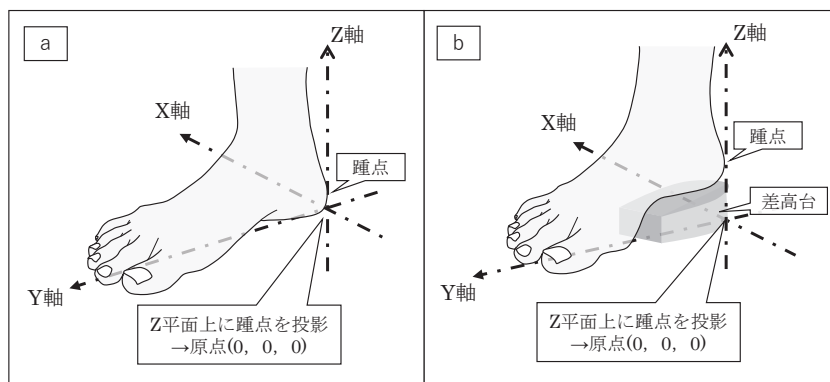 a
Z軸
X軸
踵点
Y軸
Z平面上に踵点を投影
→原点(0, 0, 0)
b
Z軸
X軸
踵点
差高台
Y軸
Z平面上に踵点を投影
→原点(0, 0, 0)